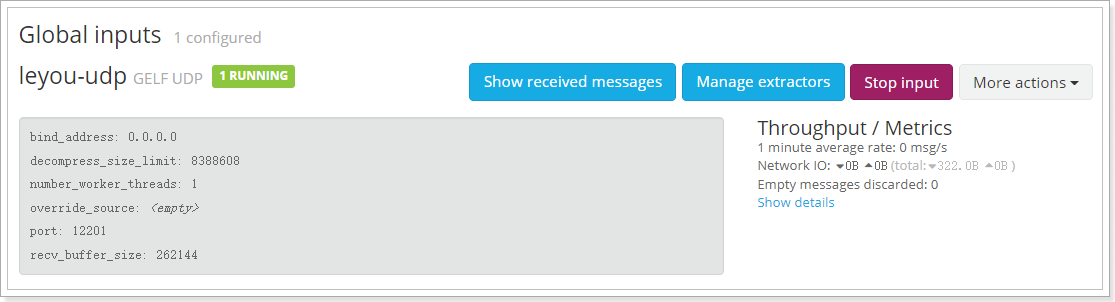 Global inputs 1 configured
leyou-udp GELF UDP 1 RUNNING
Show received messages Manage extractors Stop input More actions
bind_address: 0.0.0.0
decompress_size_limit: 8388608
number_worker_threads: 1
override_source: <empty>
port: 12201
recv_buffer_size: 262144
Throughput / Metrics
1 minute average rate: 0 msg/s
Network IO: 0B 0B (total: 322.0B 0B )
Empty messages discarded: 0
Show details